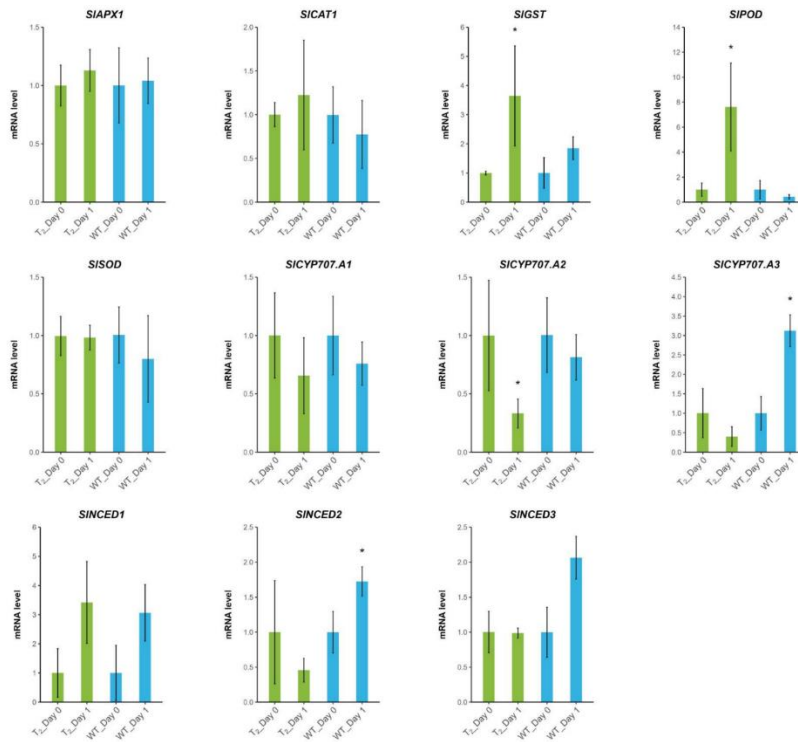 SlAPX1
mRNA level
1.5
1.0
0.5
0.0
T2_Day 0
T2_Day 1
WT_Day 0
WT_Day 1
SlCAT1
mRNA level
2.0
1.5
1.0
0.5
0.0
T2_Day 0
T2_Day 1
WT_Day 0
WT_Day 1
SlGST
mRNA level
6
5
4
3
2
1
0
*
T2_Day 0
T2_Day 1
WT_Day 0
WT_Day 1
SlPOD
mRNA level
14
12
10
8
6
4
2
0
*
T2_Day 0
T2_Day 1
WT_Day 0
WT_Day 1
SlSOD
mRNA level
1.5
1.0
0.5
0.0
T2_Day 0
T2_Day 1
WT_Day 0
WT_Day 1
SlCYP707.A1
mRNA level
1.5
1.0
0.5
0.0
T2_Day 0
T2_Day 1
WT_Day 0
WT_Day 1
SlCYP707.A2
mRNA level
1.5
1.0
0.5
0.0
*
T2_Day 0
T2_Day 1
WT_Day 0
WT_Day 1
SlCYP707.A3
mRNA level
4.5
4.0
3.5
3.0
2.5
2.0
1.5
1.0
0.5
0.0
*
T2_Day 0
T2_Day 1
WT_Day 0
WT_Day 1
SlNCED1
mRNA level
6
5
4
3
2
1
0
T2_Day 0
T2_Day 1
WT_Day 0
WT_Day 1
SlNCED2
mRNA level
2.5
2.0
1.5
1.0
0.5
0.0
*
T2_Day 0
T2_Day 1
WT_Day 0
WT_Day 1
SlNCED3
mRNA level
2.5
2.0
1.5
1.0
0.5
0.0
T2_Day 0
T2_Day 1
WT_Day 0
WT_Day 1